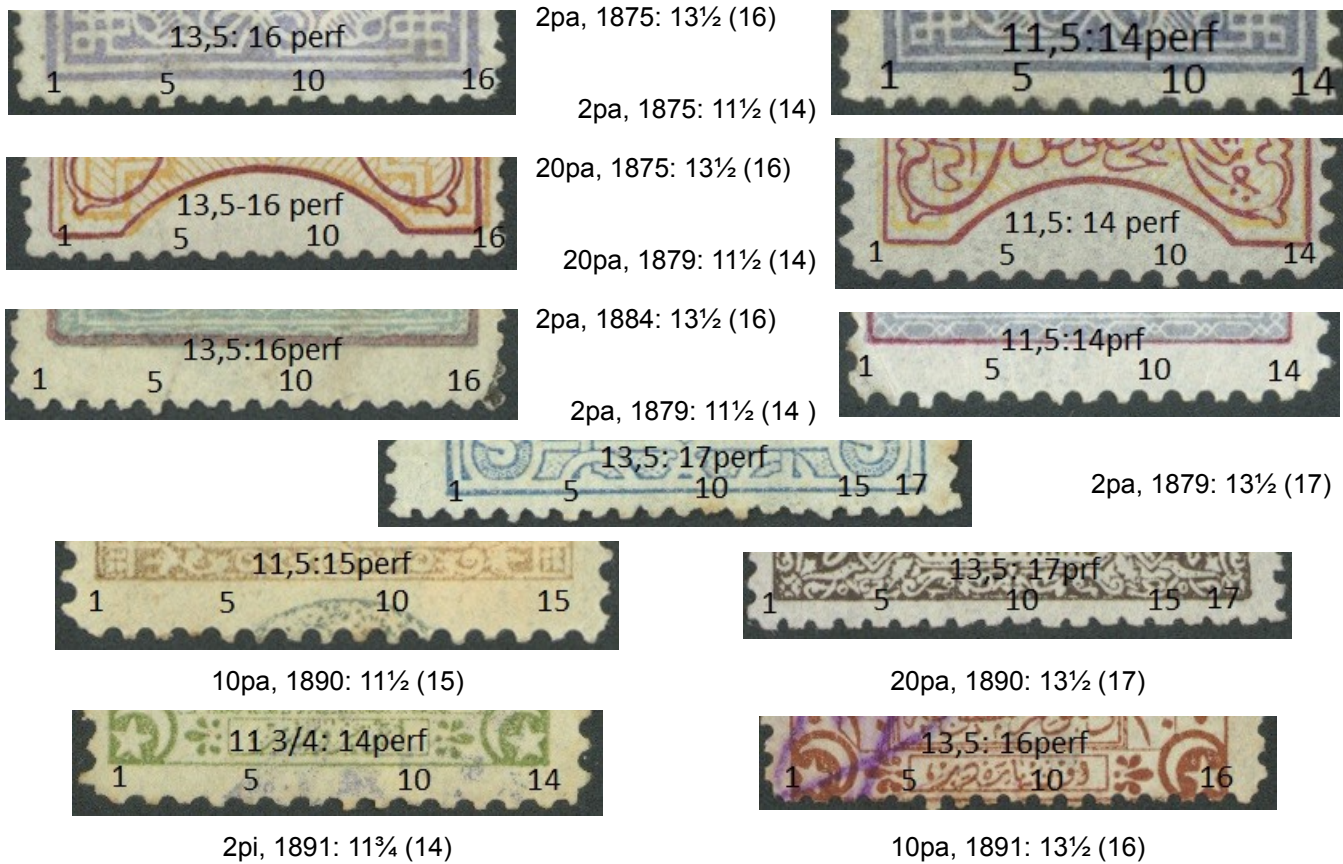 13,5: 16 perf
1 5 10 16
2pa, 1875: 13½ (16)
2pa, 1875: 11½ (14)
11,5:14perf
1 5 10 14
13,5-16 perf
1 5 10 16
20pa, 1875: 13½ (16)
20pa, 1879: 11½ (14)
11,5: 14 perf
1 5 10 14
13,5:16perf
1 5 10 16
2pa, 1884: 13½ (16)
2pa, 1879: 11½ (14 )
11,5:14prf
1 5 10 14
13,5: 17perf
1 5 10 15 17
2pa, 1879: 13½ (17)
11,5:15perf
1 5 10 15
10pa, 1890: 11½ (15)
13,5: 17prf
1 5 10 15 17
20pa, 1890: 13½ (17)
11 3/4: 14perf
1 5 10 14
2pi, 1891: 11¾ (14)
13,5: 16perf
1 5 10 16
10pa, 1891: 13½ (16)